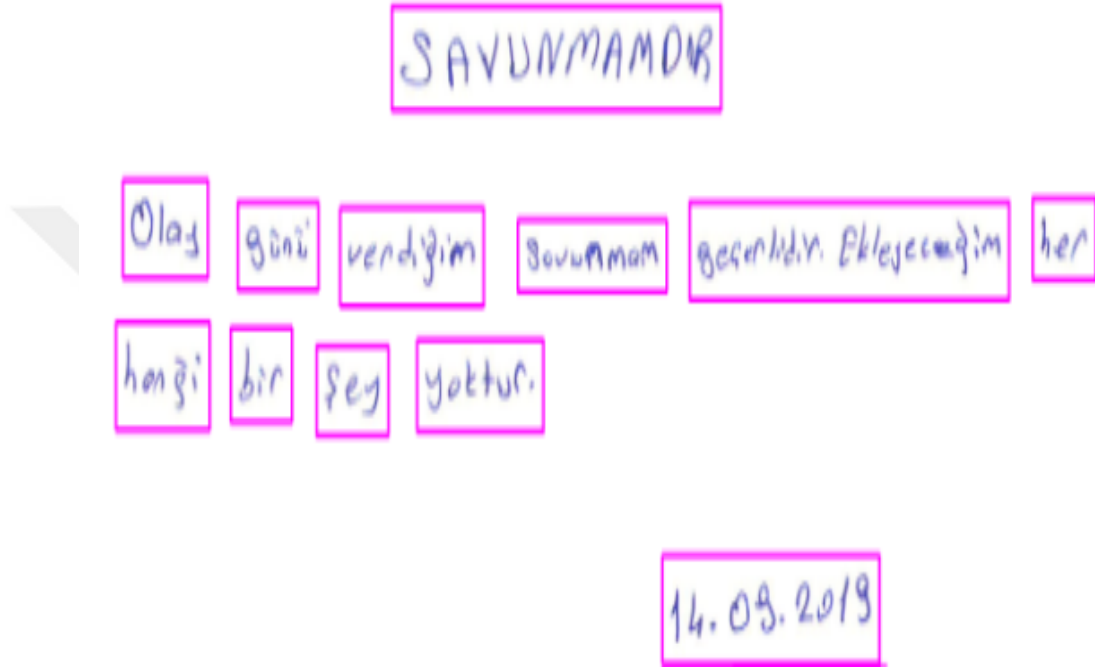 SAVUNMAMDIR
Olay günü verdiğim savunmam geçerlidir. Ekleyeceğim her
hangi bir şey yoktur.
14.09.2019